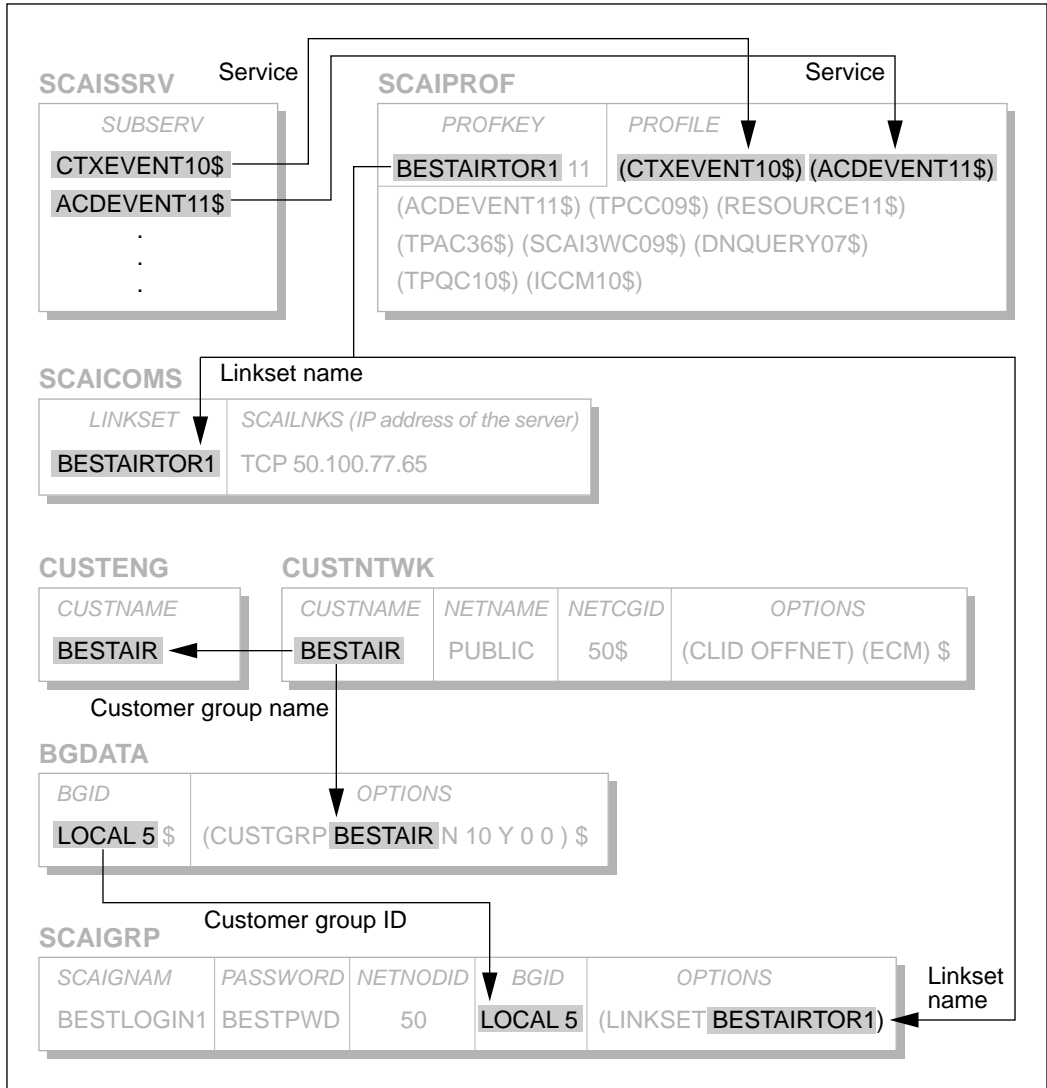 Service
Service
SCAISSRV
SCAIPROF
SUBSERV
CTXEVENT10$
ACDEVENT11$
.
.
.
PROFKEY PROFILE
BESTAIRTOR1 11 (CTXEVENT10$) (ACDEVENT11$)
(ACDEVENT11$) (TPCC09$) (RESOURCE11$)
(TPAC36$) (SCAI3WC09$) (DNQUERY07$)
(TPQC10$) (ICCM10$)
Linkset name
SCAICOMS
LINKSET SCAILNKS (IP address of the server)
BESTAIRTOR1 TCP 50.100.77.65
CUSTENG
CUSTNAME
BESTAIR
CUSTNTWK
CUSTNAME NETNAME NETCGID OPTIONS
BESTAIR PUBLIC 50$ (CLID OFFNET) (ECM) $
Customer group name
BGDATA
BGID OPTIONS
LOCAL 5 $ (CUSTGRP BESTAIR N 10 Y 0 0 ) $
Customer group ID
SCAIGRP
SCAIGNAM PASSWORD NETNODID BGID OPTIONS
BESTLOGIN1 BESTPWD 50 LOCAL 5 (LINKSET BESTAIRTOR1)
Linkset
name